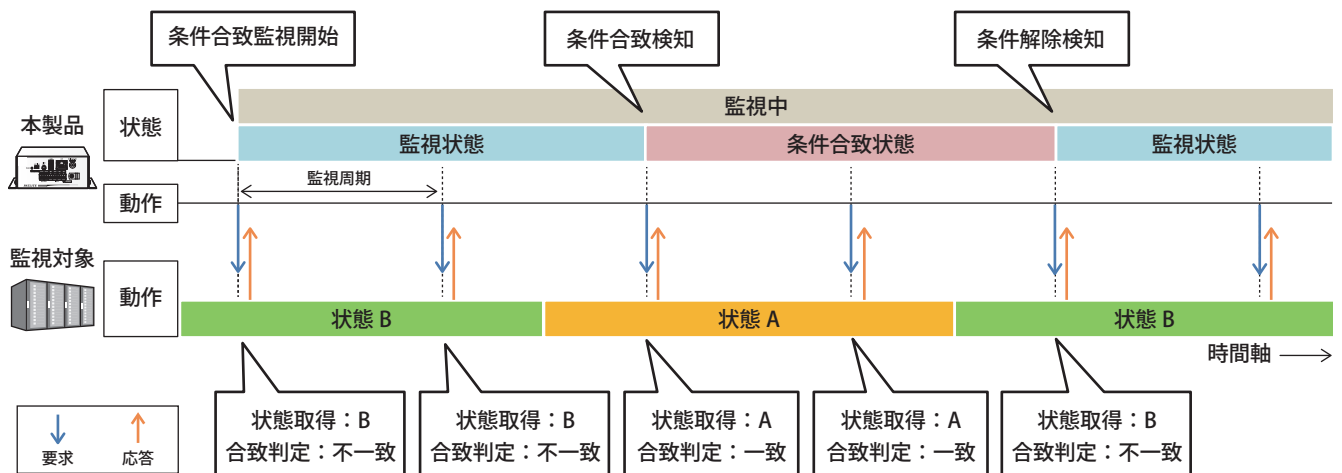 条件合致監視開始
条件合致検知
条件解除検知
本製品
状態
監視中
監視状態
条件合致状態
監視状態
監視周期
動作
監視対象
動作
状態 B
状態 A
状態 B
時間軸
状態取得：B
合致判定：不一致
状態取得：B
合致判定：不一致
状態取得：A
合致判定：一致
状態取得：A
合致判定：一致
状態取得：B
合致判定：不一致
要求
応答